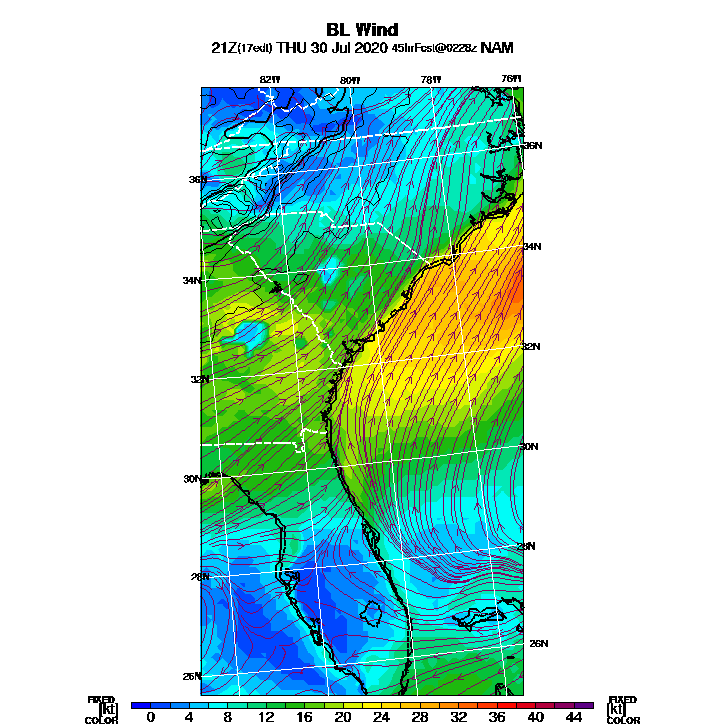 BL Wind
21Z(17edt) THU 30 Jul 2020 45hrFcst@0228z NAM
82W 80W 78W 76W
36N
36N
34N
34N
32N
32N
30N
30N
28N
28N
26N
26N
FIXED FIXED
[kt] 0 4 8 12 16 20 24 28 32 36 40 44 [kt]
COLOR COLOR